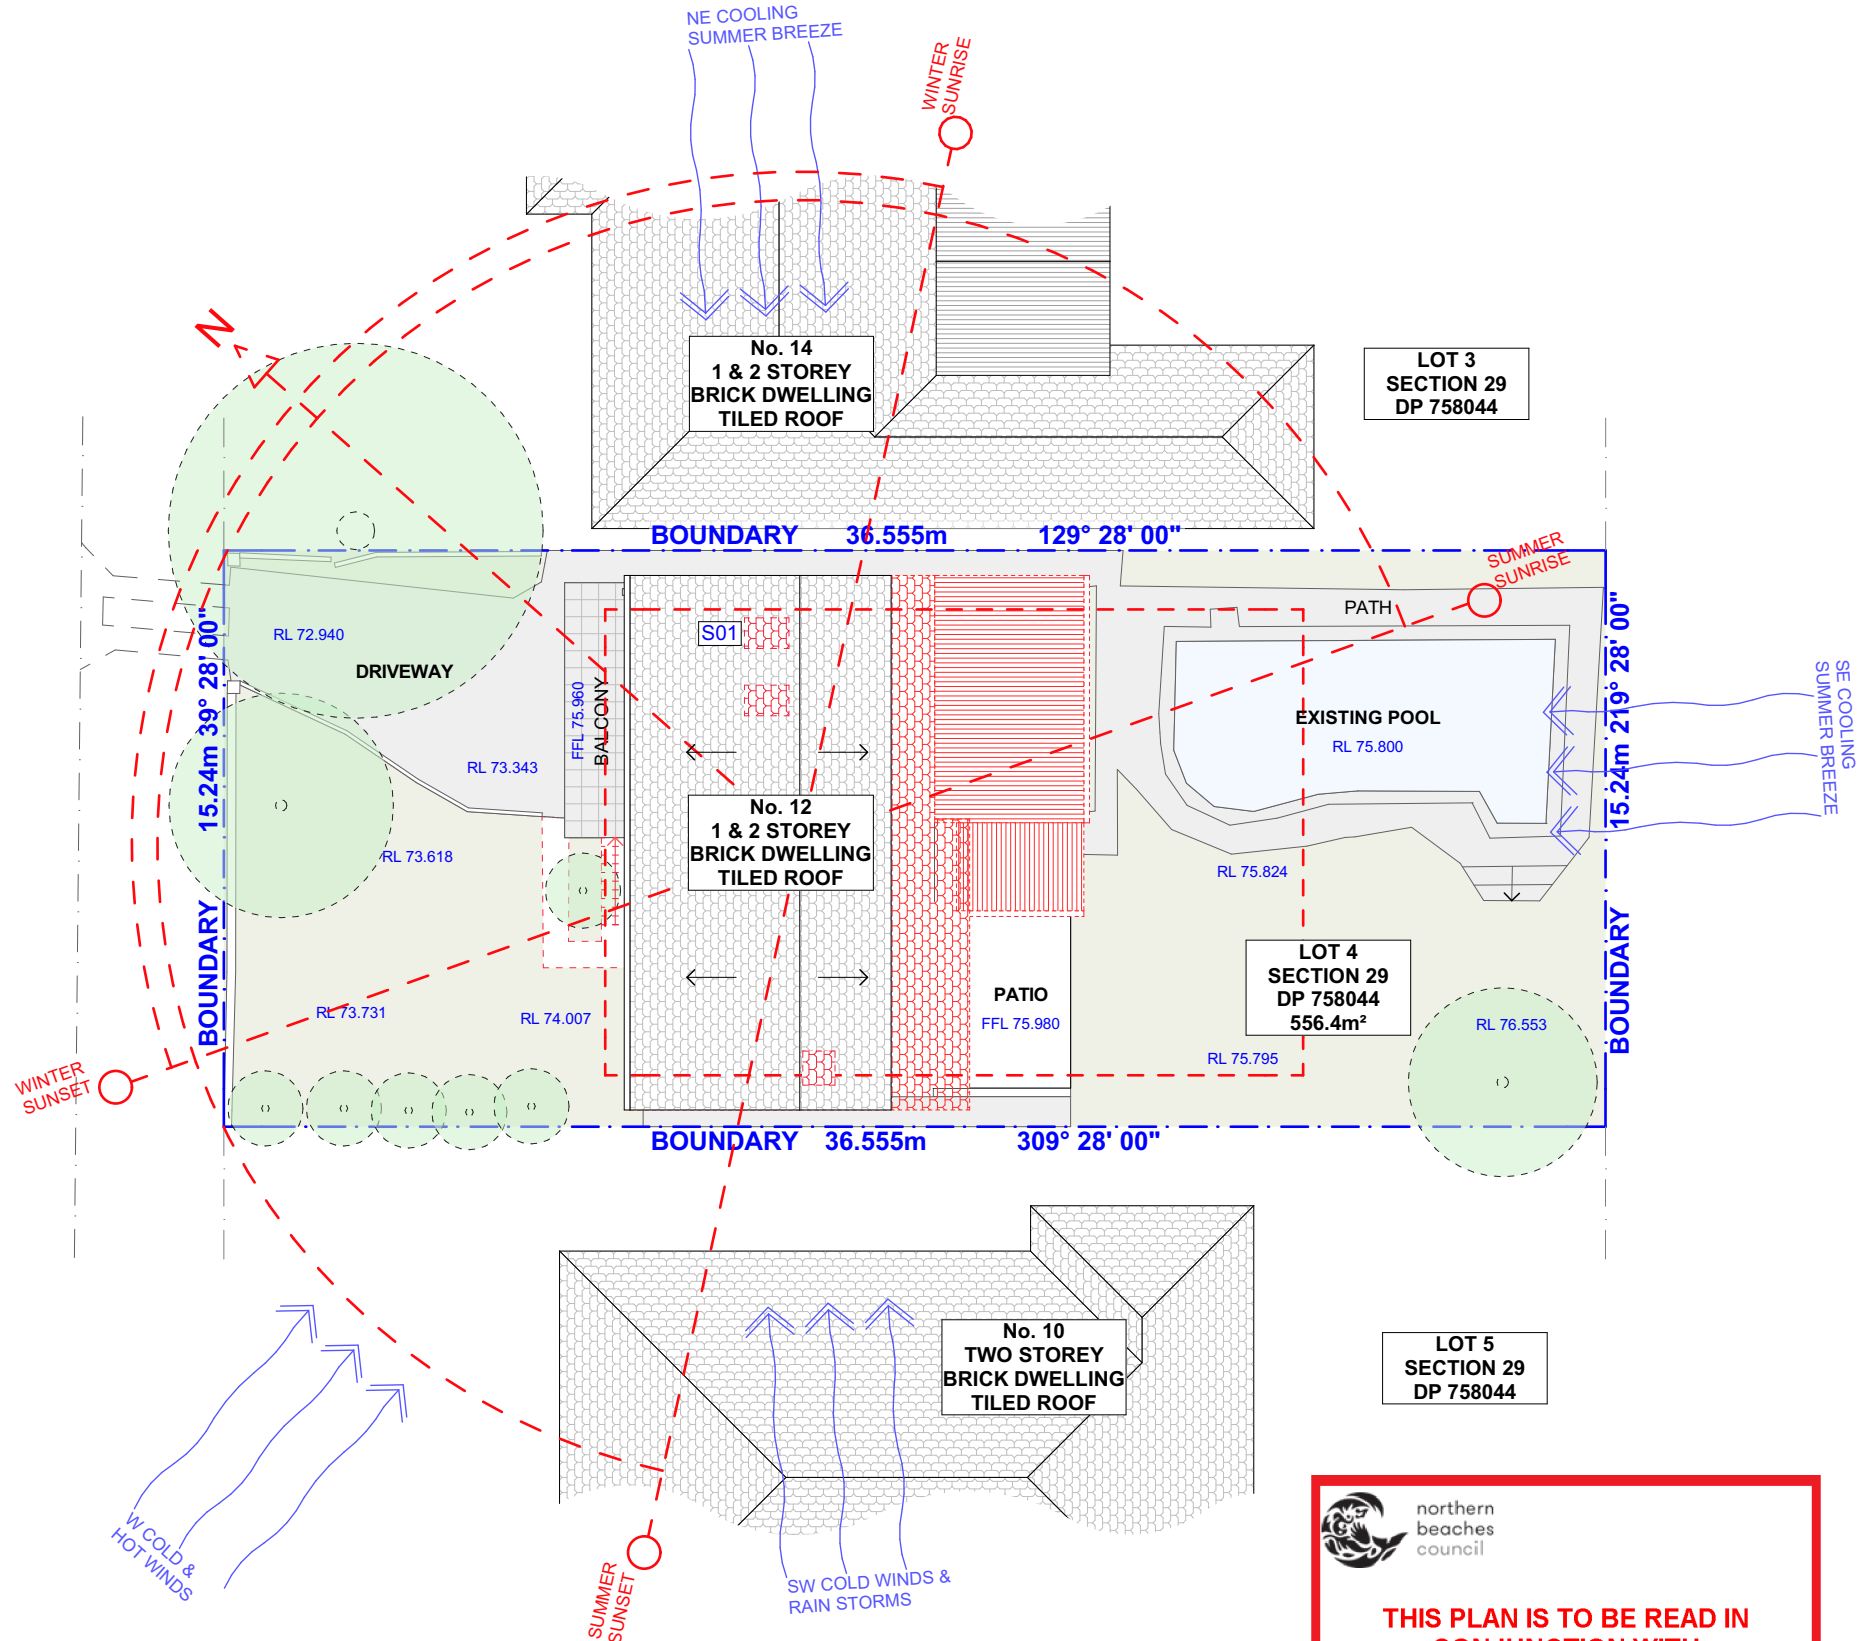 NE COOLING
SUMMER BREEZE
WINTER
SUNRISE
N
No. 14
1 & 2 STOREY
BRICK DWELLING
TILED ROOF
LOT 3
SECTION 29
DP 758044
BOUNDARY 36.555m 129° 28' 00"
SUMMER
SUNRISE
PATH
RL 72.940
DRIVEWAY
S01
BOUNDARY 15.24m 39° 28' 00"
FFL 75.960
BALCONY
RL 73.343
EXISTING POOL
RL 75.800
BOUNDARY 15.24m 219° 28' 00"
SE COOLING
SUMMER BREEZE
No. 12
1 & 2 STOREY
BRICK DWELLING
TILED ROOF
RL 73.618
RL 75.824
LOT 4
SECTION 29
DP 758044
556.4m²
PATIO
FFL 75.980
RL 73.731
RL 74.007
RL 76.553
RL 75.795
WINTER
SUNSET
BOUNDARY 36.555m 309° 28' 00"
No. 10
TWO STOREY
BRICK DWELLING
TILED ROOF
LOT 5
SECTION 29
DP 758044
W COLD &
HOT WINDS
SUMMER
SUNSET
SW COLD WINDS &
RAIN STORMS
northern
beaches
council
THIS PLAN IS TO BE READ IN
CONJUNCTION WITH